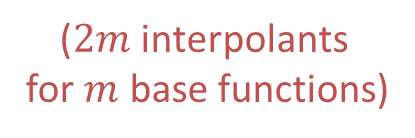 (2𝑚 interpolants
for 𝑚 base functions)